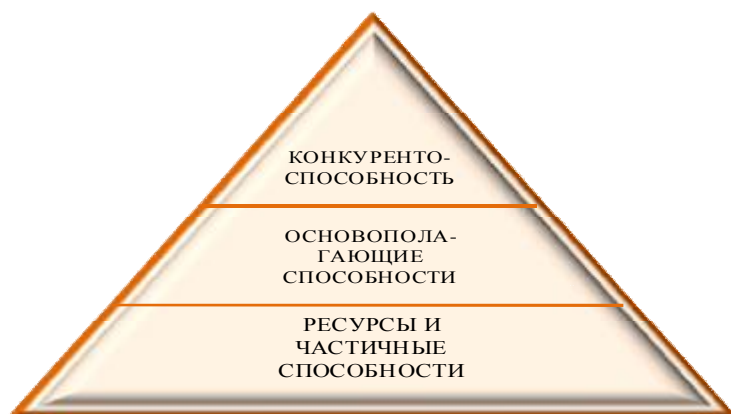 КОНКУРЕНТО-
СПОСОБНОСТЬ
ОСНОВОПОЛА-
ГАЮЩИЕ
СПОСОБНОСТИ
РЕСУРСЫ И
ЧАСТИЧНЫЕ
СПОСОБНОСТИ